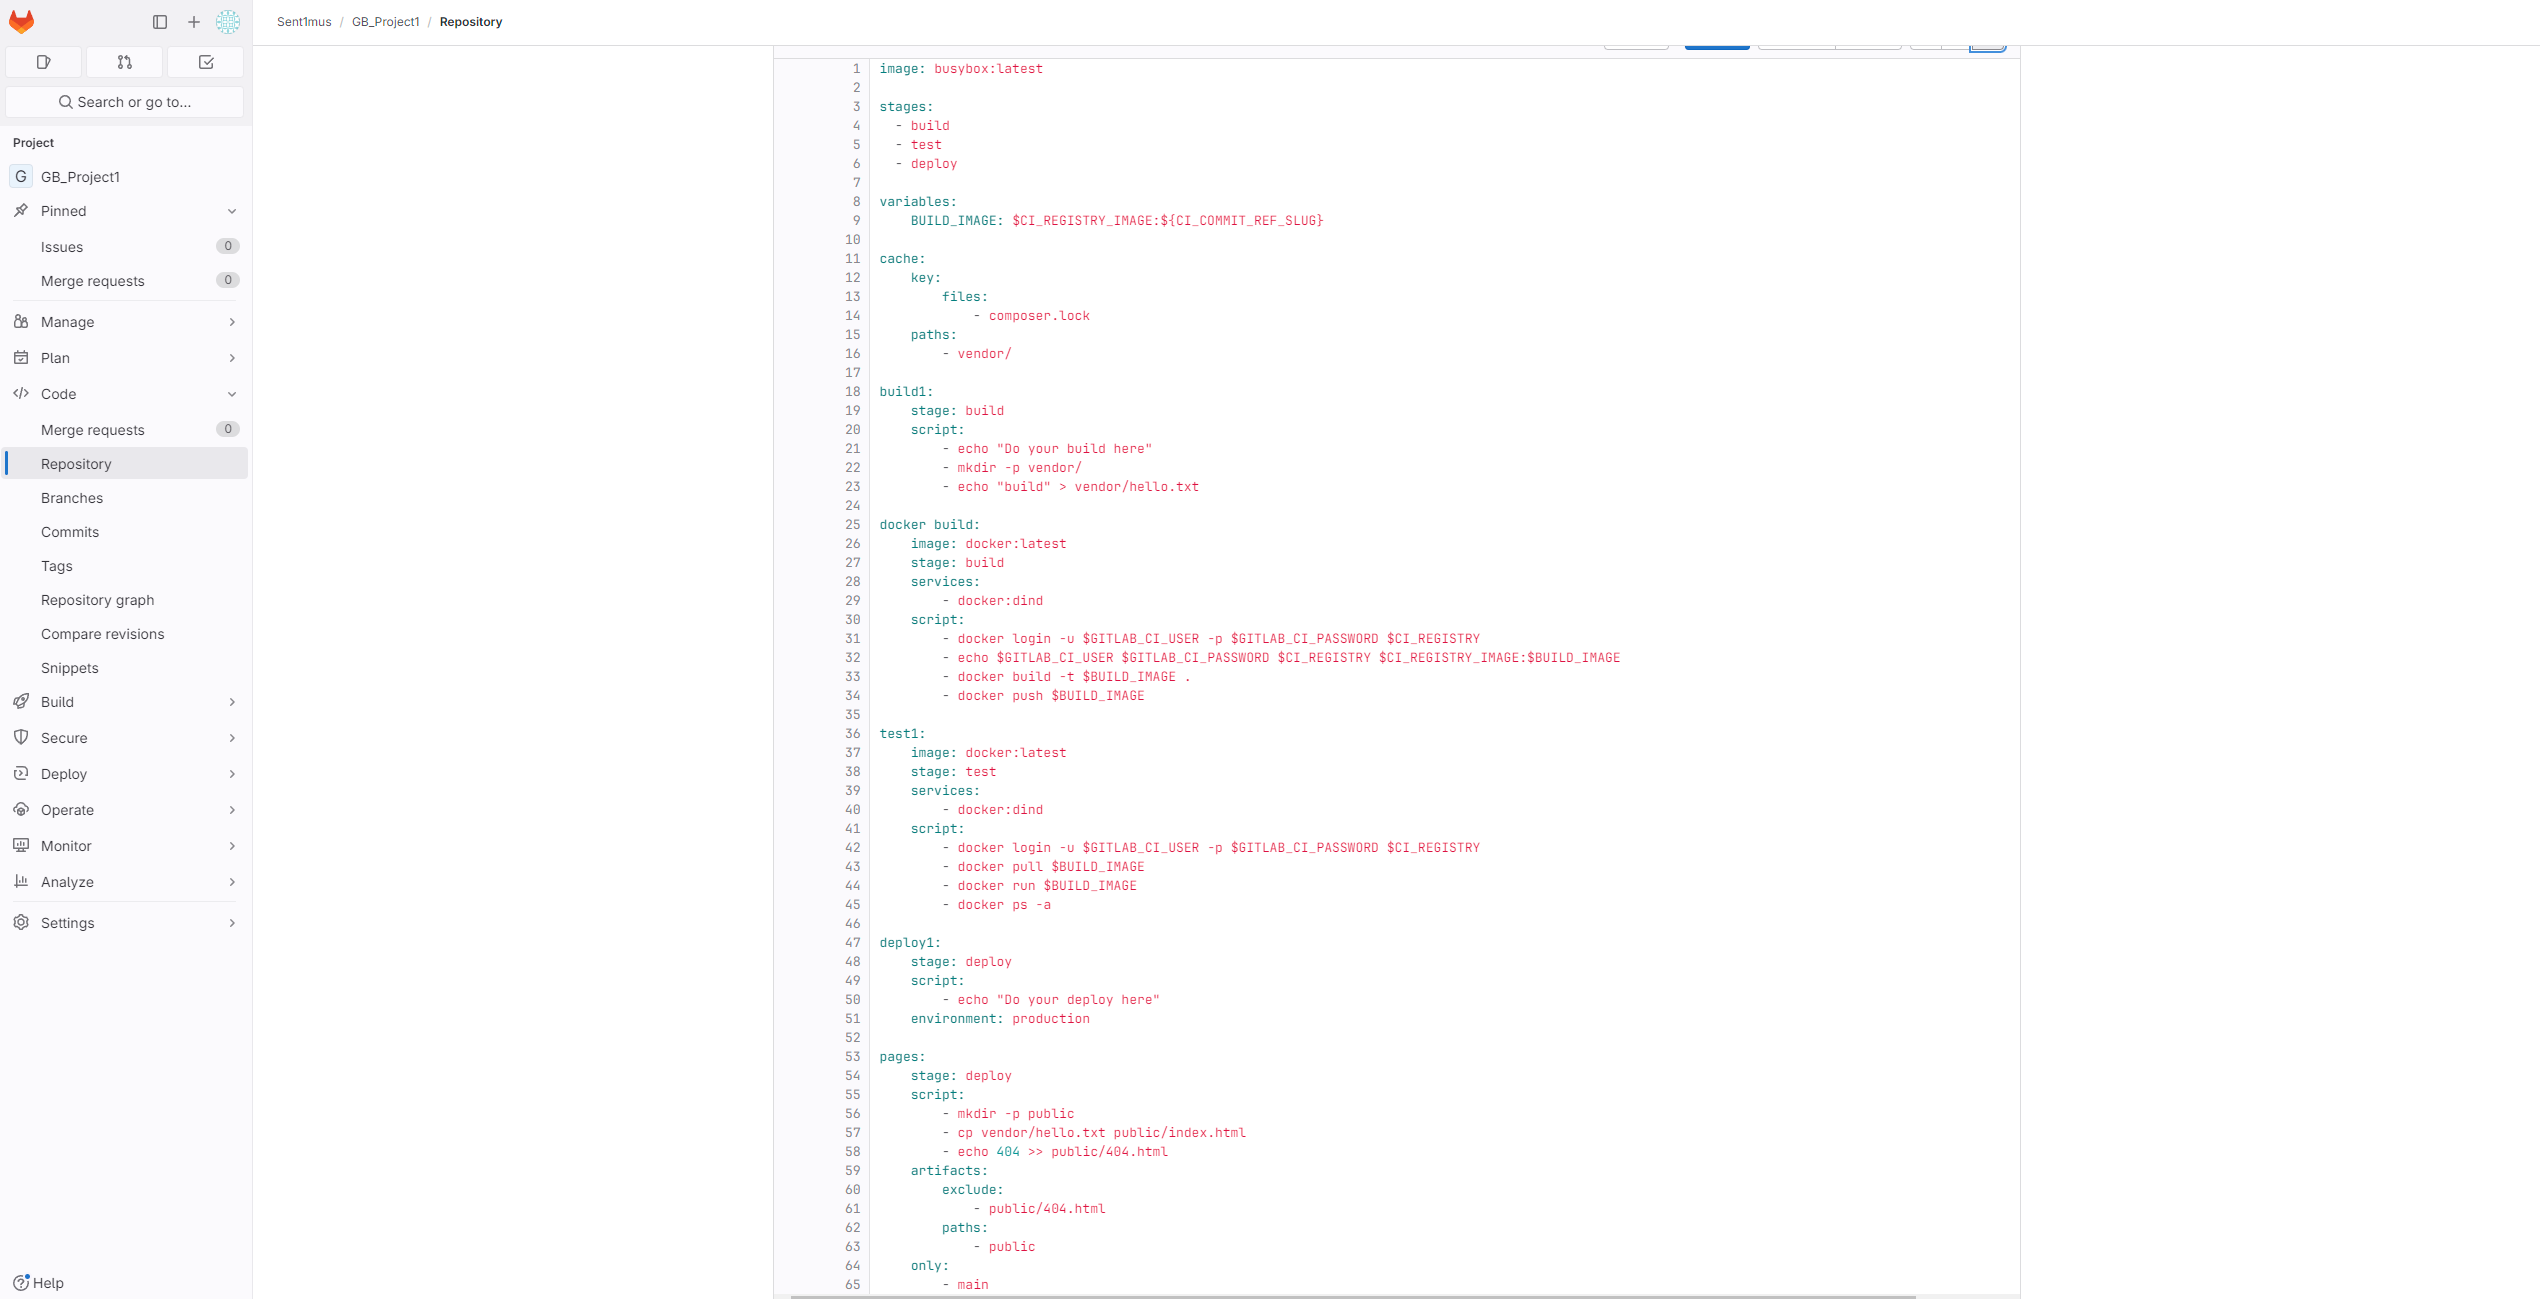 Sent1mus / GB_Project1 / Repository
Search or go to...
Project
G GB_Project1
Pinned
Issues 0
Merge requests 0
Manage
Plan
Code
Merge requests 0
Repository
Branches
Commits
Tags
Repository graph
Compare revisions
Snippets
Build
Secure
Deploy
Operate
Monitor
Analyze
Settings
Help
1 image: busybox:latest
2
3 stages:
4   - build
5   - test
6   - deploy
7
8 variables:
9     BUILD_IMAGE: $CI_REGISTRY_IMAGE:${CI_COMMIT_REF_SLUG}
10
11 cache:
12     key:
13         files:
14             - composer.lock
15     paths:
16         - vendor/
17
18 build1:
19     stage: build
20     script:
21         - echo "Do your build here"
22         - mkdir -p vendor/
23         - echo "build" > vendor/hello.txt
24
25 docker build:
26     image: docker:latest
27     stage: build
28     services:
29         - docker:dind
30     script:
31         - docker login -u $GITLAB_CI_USER -p $GITLAB_CI_PASSWORD $CI_REGISTRY
32         - echo $GITLAB_CI_USER $GITLAB_CI_PASSWORD $CI_REGISTRY $CI_REGISTRY_IMAGE:$BUILD_IMAGE
33         - docker build -t $BUILD_IMAGE .
34         - docker push $BUILD_IMAGE
35
36 test1:
37     image: docker:latest
38     stage: test
39     services:
40         - docker:dind
41     script:
42         - docker login -u $GITLAB_CI_USER -p $GITLAB_CI_PASSWORD $CI_REGISTRY
43         - docker pull $BUILD_IMAGE
44         - docker run $BUILD_IMAGE
45         - docker ps -a
46
47 deploy1:
48     stage: deploy
49     script:
50         - echo "Do your deploy here"
51     environment: production
52
53 pages:
54     stage: deploy
55     script:
56         - mkdir -p public
57         - cp vendor/hello.txt public/index.html
58         - echo 404 >> public/404.html
59     artifacts:
60         exclude:
61             - public/404.html
62         paths:
63             - public
64     only:
65         - main